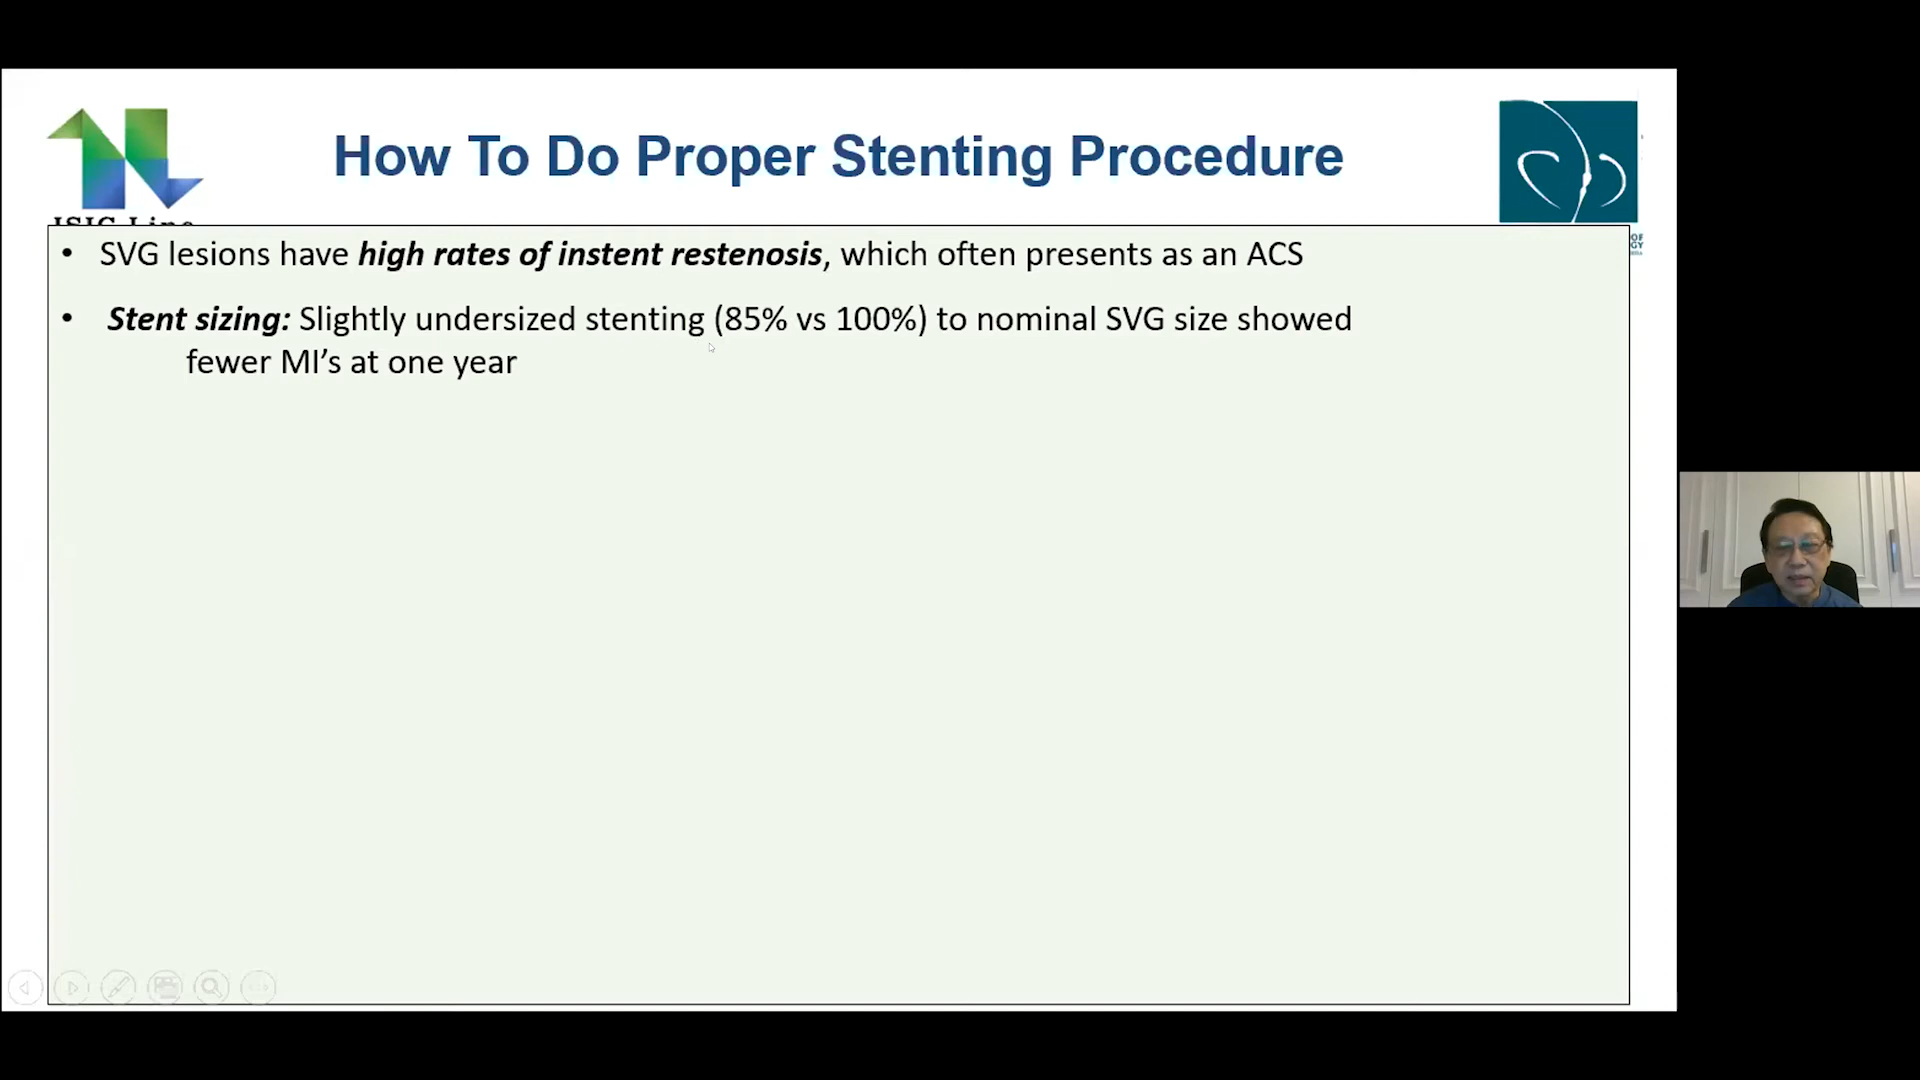 How To Do Proper Stenting Procedure
• SVG lesions have high rates of instent restenosis, which often presents as an ACS
• Stent sizing: Slightly undersized stenting (85% vs 100%) to nominal SVG size showed
fewer MI’s at one year